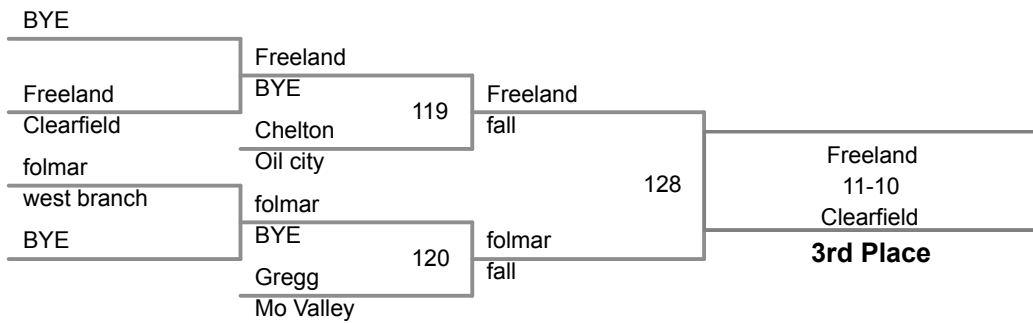 BYE
Freeland
Clearfield
folmar
west branch
BYE
Freeland
BYE
119
Chelton
Oil city
folmar
BYE
120
Gregg
Mo Valley
Freeland
fall
128
folmar
fall
Freeland
11-10
Clearfield
3rd Place